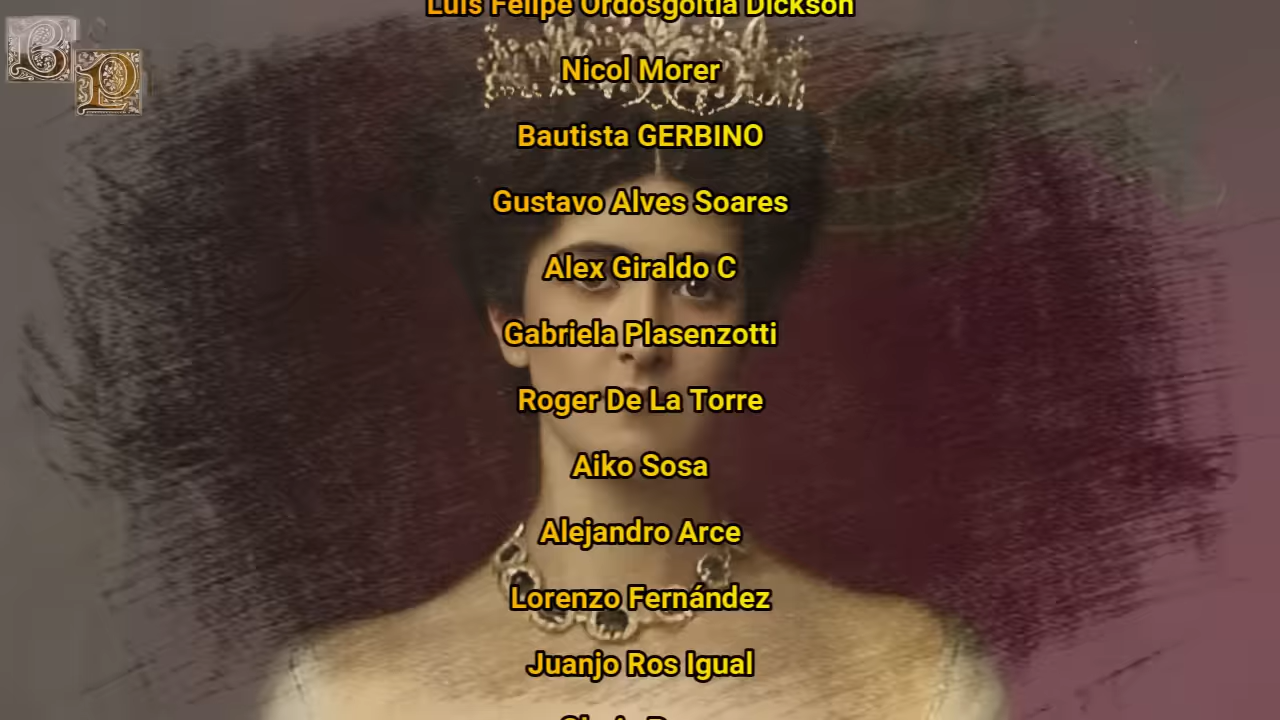 Luis Felipe Ordosgoitia Dickson
Nicol Morer
Bautista GERBINO
Gustavo Alves Soares
Alex Giraldo C
Gabriela Plasenzotti
Roger De La Torre
Aiko Sosa
Alejandro Arce
Lorenzo Fernández
Juanjo Ros Igual